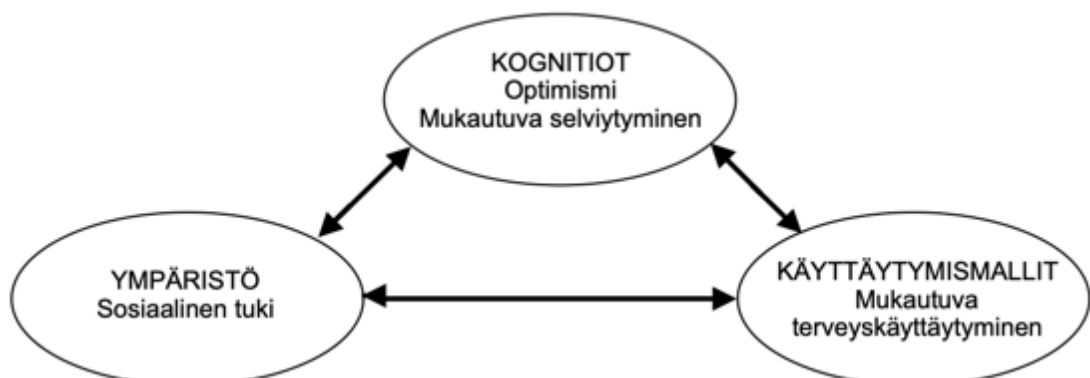 KOGNITIOT
Optimismi
Mukautuva selviytyminen
YMPÄRISTÖ
Sosiaalinen tuki
KÄYTTÄYTYMISMALLIT
Mukautuva
terveyskäyttäytyminen